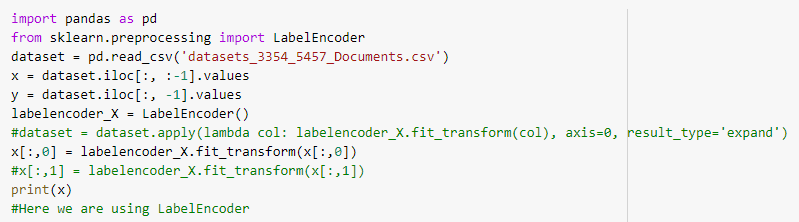 import pandas as pd
from sklearn.preprocessing import LabelEncoder
dataset = pd.read_csv('datasets_3354_5457_Documents.csv')
x = dataset.iloc[:, :-1].values
y = dataset.iloc[:, -1].values
labelencoder_X = LabelEncoder()
#dataset = dataset.apply(lambda col: labelencoder_X.fit_transform(col), axis=0, result_type='expand')
x[:,0] = labelencoder_X.fit_transform(x[:,0])
#x[:,1] = labelencoder_X.fit_transform(x[:,1])
print(x)
#Here we are using LabelEncoder